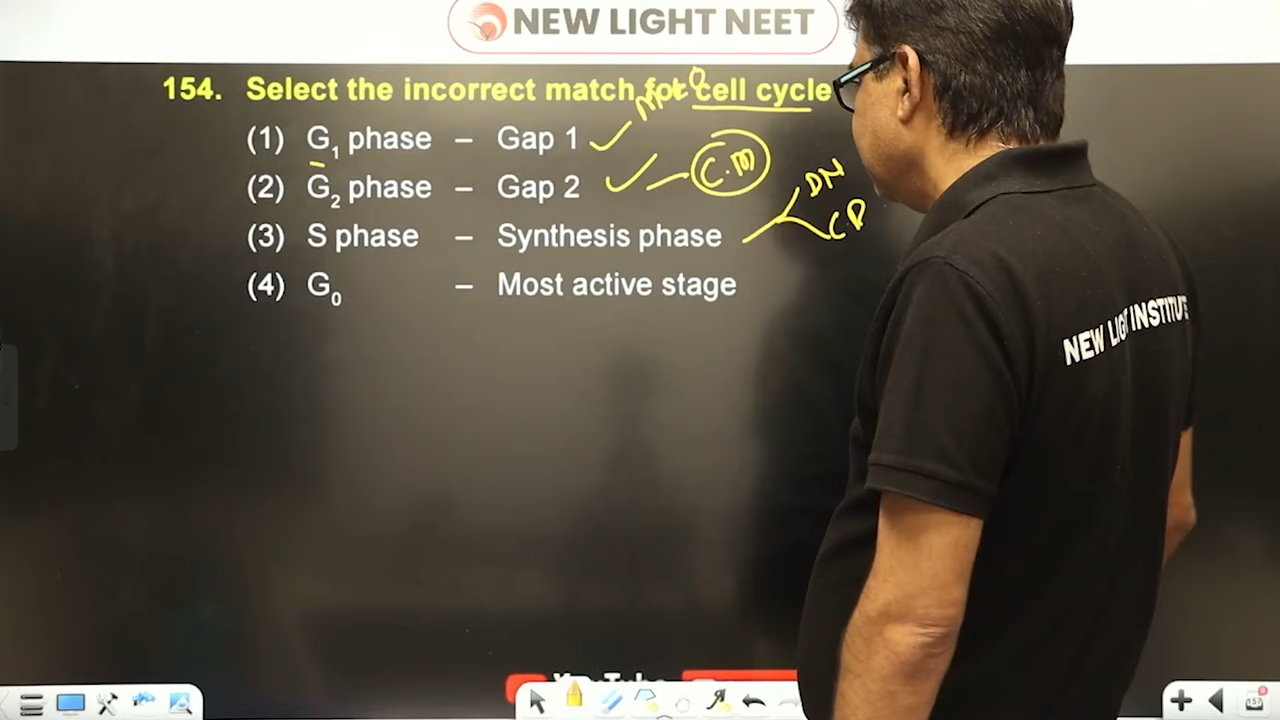 NEW LIGHT NEET
154. Select the incorrect match for cell cycle
(1) G₁ phase – Gap 1
(2) G₂ phase – Gap 2
C.M
(3) S phase – Synthesis phase
DN
(4) G₀ – Most active stage
NEW LIGHT INSTITUTE
YouTube